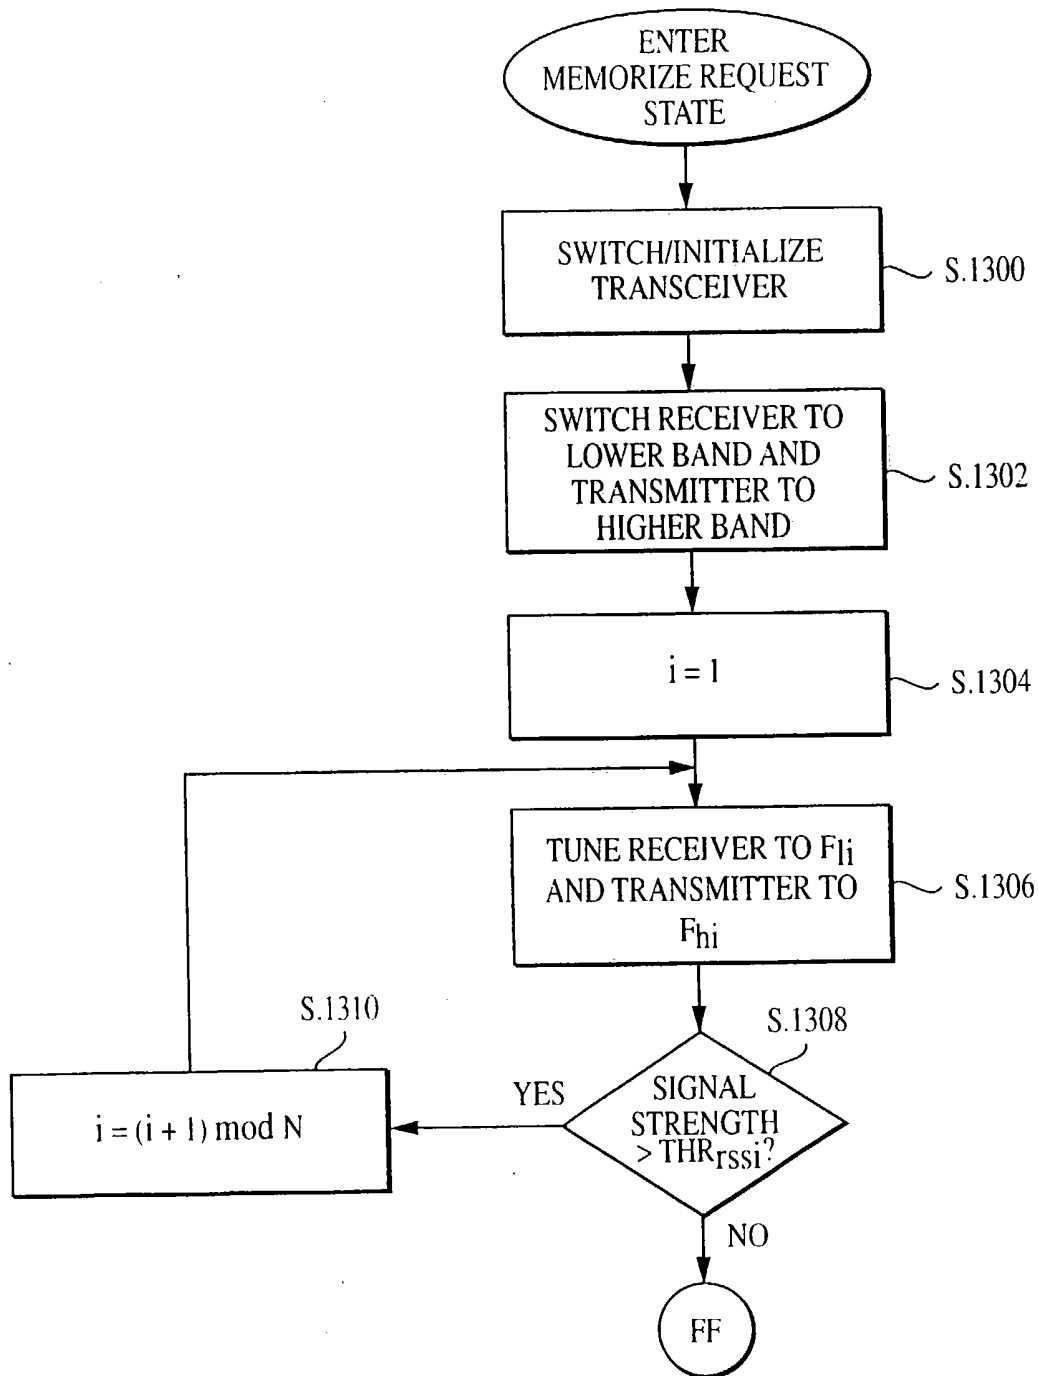 ENTER
MEMORIZE REQUEST
STATE
SWITCH/INITIALIZE
TRANSCEIVER
S.1300
SWITCH RECEIVER TO
LOWER BAND AND
TRANSMITTER TO
HIGHER BAND
S.1302
i = 1
S.1304
TUNE RECEIVER TO Fli
AND TRANSMITTER TO
Fhi
S.1306
S.1310
i = (i + 1) mod N
S.1308
YES
SIGNAL
STRENGTH
> THRrssi?
NO
FF